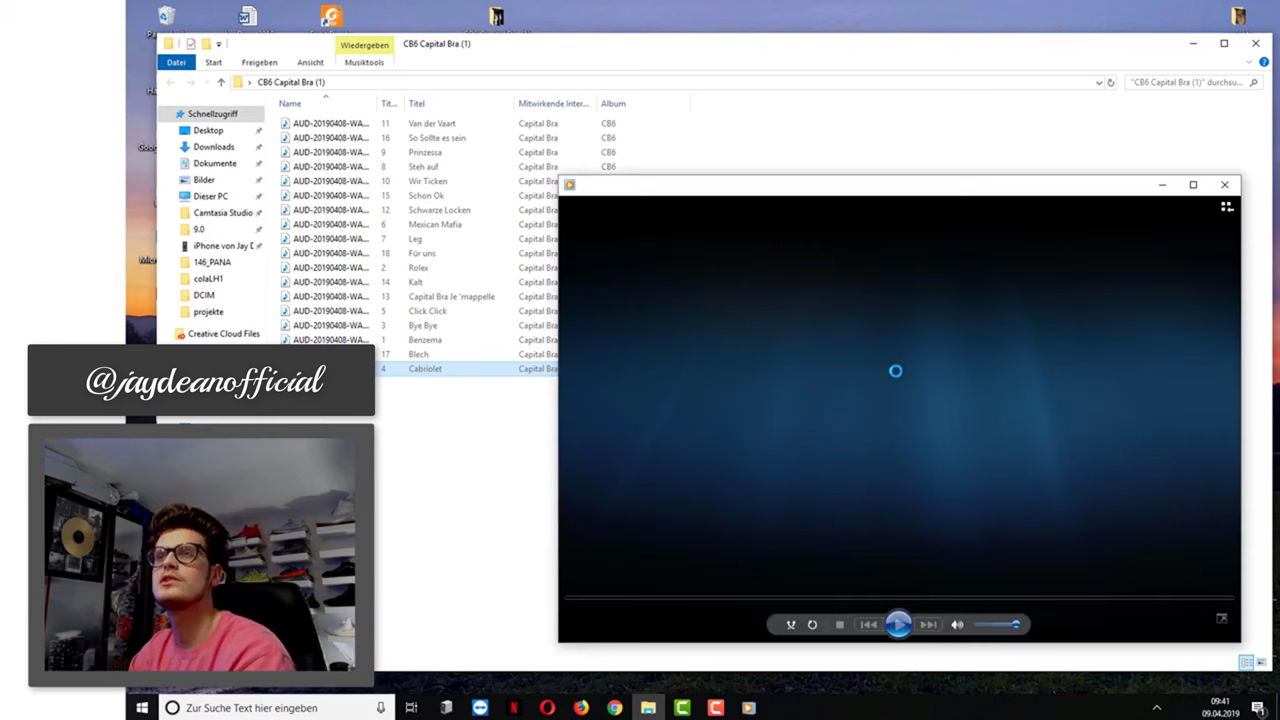 Wiedergeben
CB6 Capital Bra (1)
Datei
Start
Freigeben
Ansicht
Musiktools
CB6 Capital Bra (1)
"CB6 Capital Bra (1)" durchsu...
Schnellzugriff
Desktop
Downloads
Dokumente
Bilder
Dieser PC
Camtasia Studio
9.0
iPhone von Jay D
146_PANA
colaLH1
DCIM
projekte
Creative Cloud Files
Name Tit... Titel Mitwirkende Inter... Album
AUD-20190408-WA... 11 Van der Vaart Capital Bra CB6
AUD-20190408-WA... 16 So Sollte es sein Capital Bra CB6
AUD-20190408-WA... 9 Prinzessa Capital Bra CB6
AUD-20190408-WA... 8 Steh auf Capital Bra CB6
AUD-20190408-WA... 10 Wir Ticken Capital Bra
AUD-20190408-WA... 15 Schon Ok Capital Bra
AUD-20190408-WA... 12 Schwarze Locken Capital Bra
AUD-20190408-WA... 6 Mexican Mafia Capital Bra
AUD-20190408-WA... 7 Leg Capital Bra
AUD-20190408-WA... 18 Für uns Capital Bra
AUD-20190408-WA... 2 Rolex Capital Bra
AUD-20190408-WA... 14 Kalt Capital Bra
AUD-20190408-WA... 13 Capital Bra Je 'mappelle Capital Bra
AUD-20190408-WA... 5 Click Click Capital Bra
AUD-20190408-WA... 3 Bye Bye Capital Bra
AUD-20190408-WA... 1 Benzema Capital Bra
17 Blech Capital Bra
4 Cabriolet Capital Bra
@jaydeanofficial
Zur Suche Text hier eingeben
09:41
09.04.2019